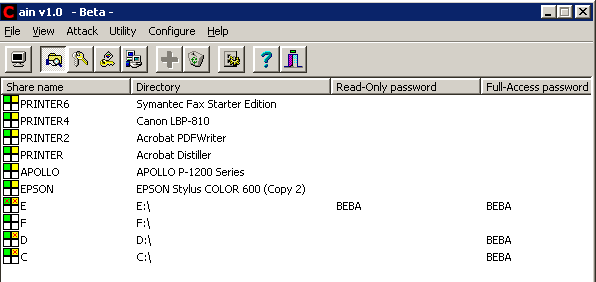 C ain v1.0 - Beta -
File View Attack Utility Configure Help
Share name Directory Read-Only password Full-Access password
PRINTER6 Symantec Fax Starter Edition
PRINTER4 Canon LBP-810
PRINTER2 Acrobat PDFWriter
PRINTER Acrobat Distiller
APOLLO APOLLO P-1200 Series
EPSON EPSON Stylus COLOR 600 (Copy 2)
E E:\ BEBA BEBA
F F:\
D D:\ BEBA
C C:\ BEBA